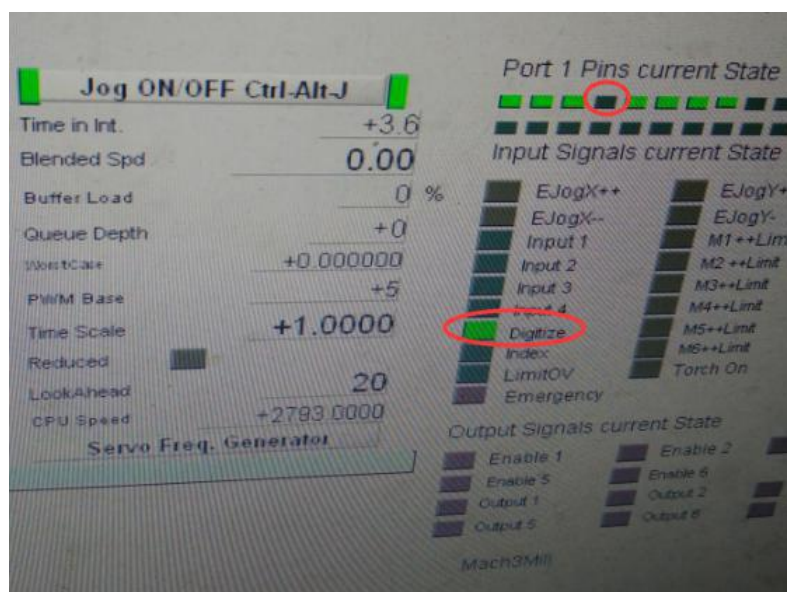 Jog ON/OFF Ctrl-Alt-J
Time in Int. +3.6
Blended Spd 0.00
Buffer Load 0 %
Queue Depth +0
WorstCase +0.000000
PWM Base +5
Time Scale +1.0000
Reduced
LookAhead 20
CPU Speed +2793.0000
Servo Freq. Generator
Port 1 Pins current State
Input Signals current State
EJogX++ EJogY+
EJogX-- EJogY-
Input 1 M1++Lim
Input 2 M2 ++Limit
Input 3 M3++Limit
Input 4 M4++Limit
Digitize M5++Limit
Index M6++Limit
LimitOV Torch On
Emergency
Output Signals current State
Enable 1 Enable 2
Enable 5 Enable 6
Output 1 Output 2
Output 5 Output 6
Mach3Mill